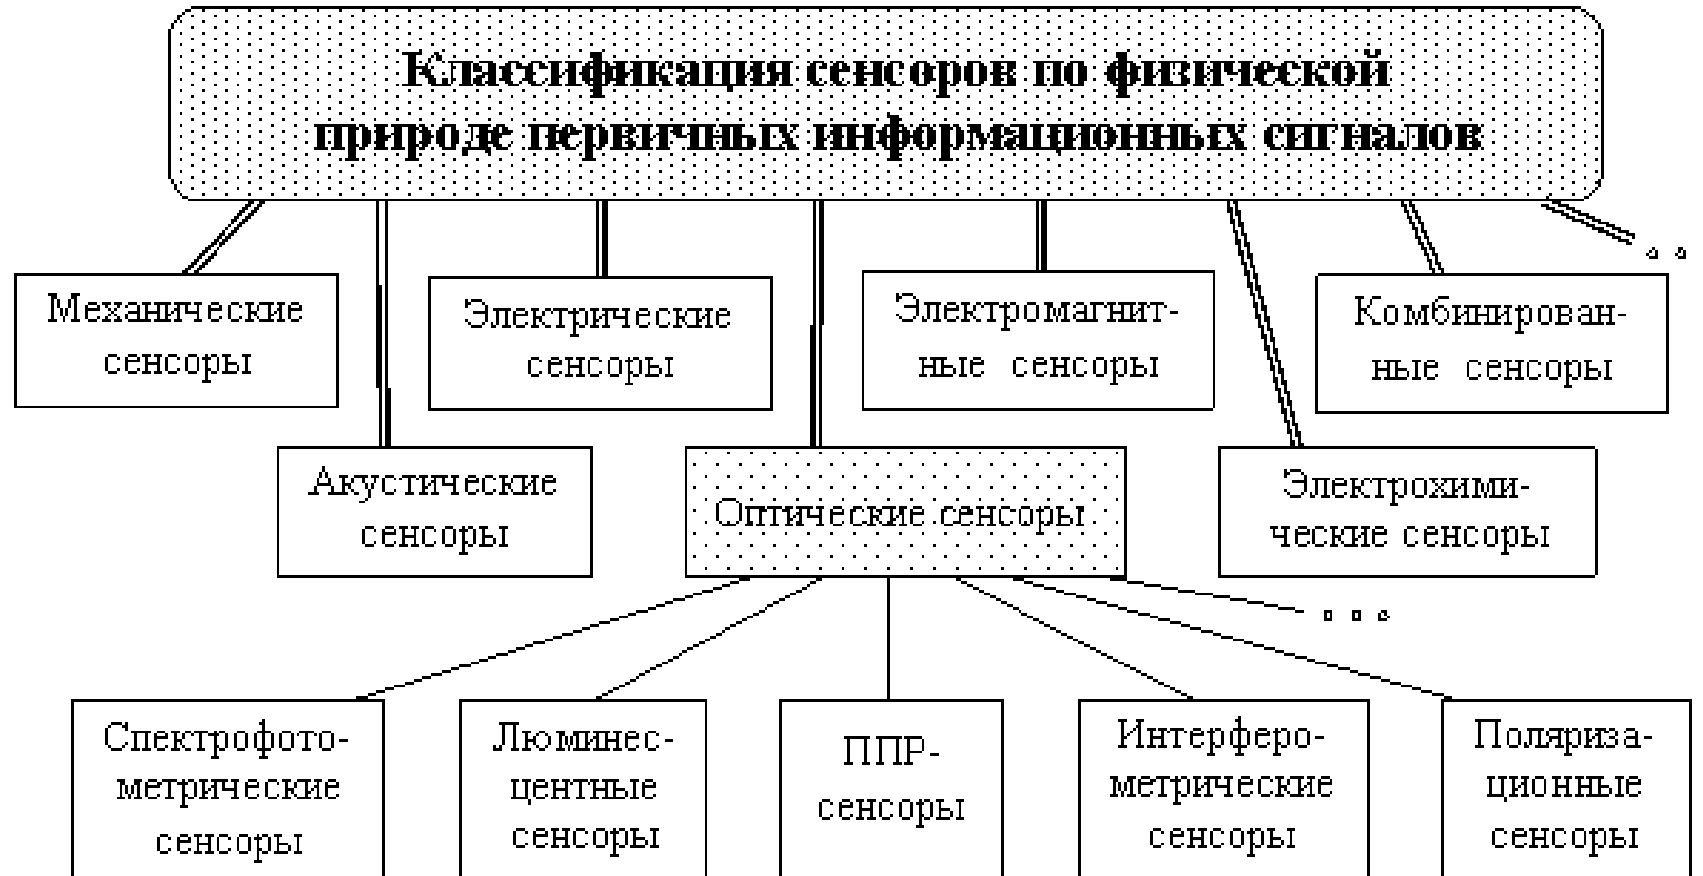 Классификация сенсоров по физической
природе первичных информационных сигналов
Механические
сенсоры
Электрические
сенсоры
Электромагнит-
ные сенсоры
Комбинирован-
ные сенсоры
Акустические
сенсоры
Оптические сенсоры
Электрохими-
ческие сенсоры
Спектрофото-
метрические
сенсоры
Люминес-
центные
сенсоры
ППР-
сенсоры
Интерферо-
метрические
сенсоры
Поляриза-
ционные
сенсоры